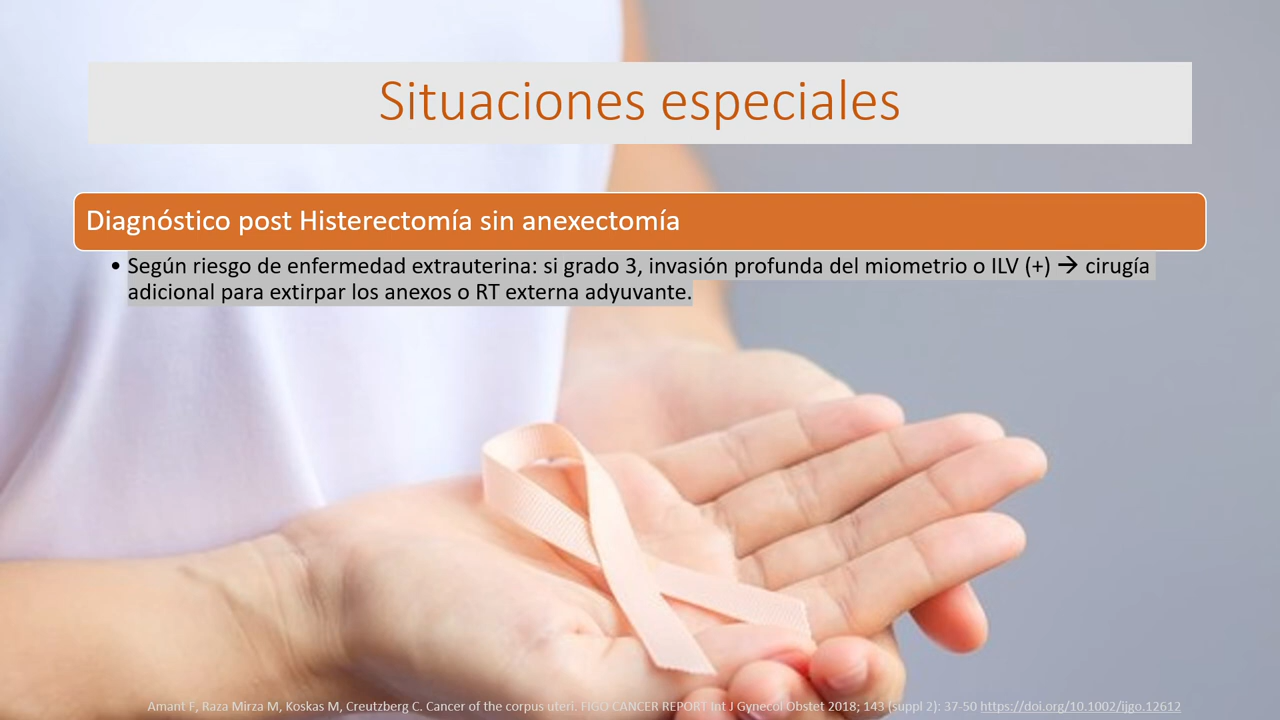 Situaciones especiales
Diagnóstico post Histerectomía sin anexectomía
• Según riesgo de enfermedad extrauterina: si grado 3, invasión profunda del miometrio o ILV (+) → cirugía
adicional para extirpar los anexos o RT externa adyuvante.
Amant F, Raza Mirza M, Koskas M, Creutzberg C. Cancer of the corpus uteri. FIGO CANCER REPORT Int J Gynecol Obstet 2018; 143 (suppl 2): 37-50 https://doi.org/10.1002/ijgo.12612